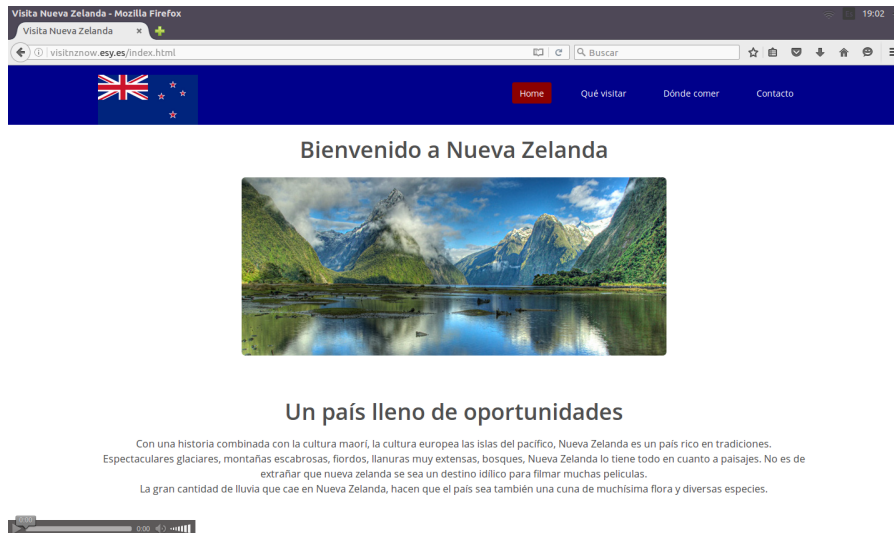 Visita Nueva Zelanda - Mozilla Firefox
19:02
Visita Nueva Zelanda
visitnznow.esy.es/index.html
Buscar
Home Qué visitar Dónde comer Contacto
Bienvenido a Nueva Zelanda
Un país lleno de oportunidades
Con una historia combinada con la cultura maorí, la cultura europea las islas del pacífico, Nueva Zelanda es un país rico en tradiciones.
Espectaculares glaciares, montañas escabrosas, fiordos, llanuras muy extensas, bosques, Nueva Zelanda lo tiene todo en cuanto a paisajes. No es de
extrañar que nueva zelanda se sea un destino idílico para filmar muchas peliculas.
La gran cantidad de lluvia que cae en Nueva Zelanda, hacen que el país sea también una cuna de muchísima flora y diversas especies.
0:00
0:00